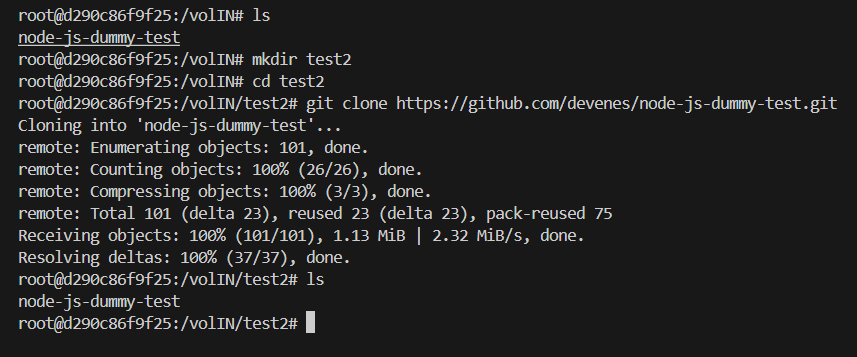 root@d290c86f9f25:/volIN# ls
node-js-dummy-test
root@d290c86f9f25:/volIN# mkdir test2
root@d290c86f9f25:/volIN# cd test2
root@d290c86f9f25:/volIN/test2# git clone https://github.com/devenes/node-js-dummy-test.git
Cloning into 'node-js-dummy-test'...
remote: Enumerating objects: 101, done.
remote: Counting objects: 100% (26/26), done.
remote: Compressing objects: 100% (3/3), done.
remote: Total 101 (delta 23), reused 23 (delta 23), pack-reused 75
Receiving objects: 100% (101/101), 1.13 MiB | 2.32 MiB/s, done.
Resolving deltas: 100% (37/37), done.
root@d290c86f9f25:/volIN/test2# ls
node-js-dummy-test
root@d290c86f9f25:/volIN/test2#